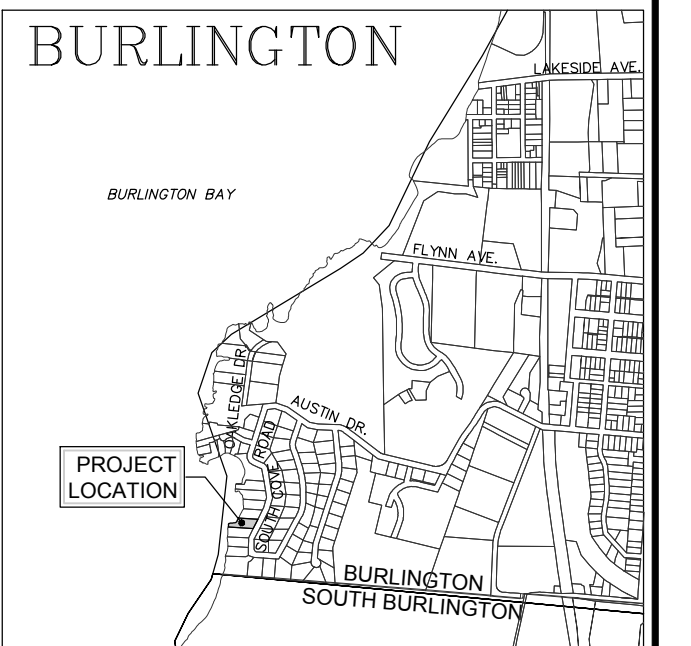 BURLINGTON
LAKESIDE AVE.
BURLINGTON BAY
FLYNN AVE.
OAKLEDGE DR.
AUSTIN DR.
SOUTH COVE ROAD
PROJECT
LOCATION
BURLINGTON
SOUTH BURLINGTON